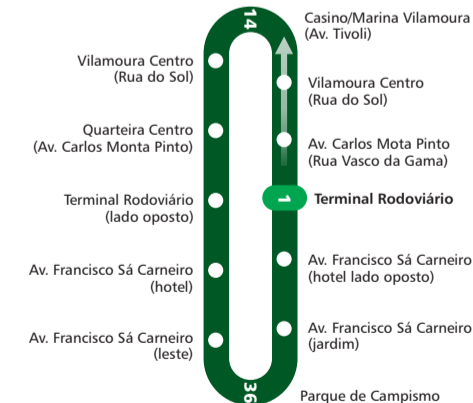 14
Casino/Marina Vilamoura
(Av. Tivoli)
Vilamoura Centro
(Rua do Sol)
Vilamoura Centro
(Rua do Sol)
Quarteira Centro
(Av. Carlos Monta Pinto)
Av. Carlos Mota Pinto
(Rua Vasco da Gama)
Terminal Rodoviário
(lado oposto)
1
Terminal Rodoviário
Av. Francisco Sá Carneiro
(hotel)
Av. Francisco Sá Carneiro
(hotel lado oposto)
Av. Francisco Sá Carneiro
(leste)
Av. Francisco Sá Carneiro
(jardim)
36
Parque de Campismo